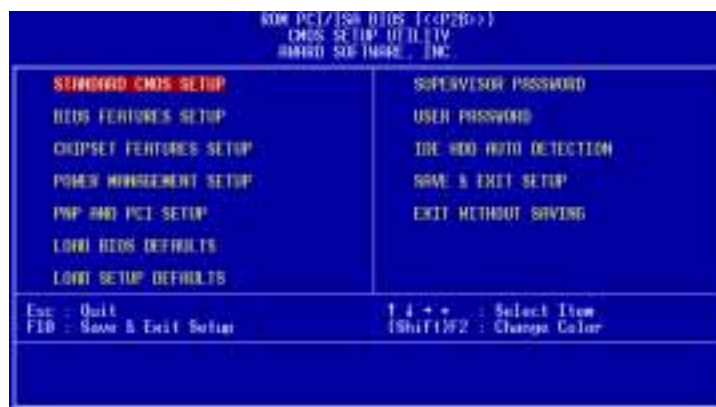 ROM PCI/ISA BIOS (<<P2B>>)
CMOS SETUP UTILITY
AWARD SOFTWARE, INC.
STANDARD CMOS SETUP
BIOS FEATURES SETUP
CHIPSET FEATURES SETUP
POWER MANAGEMENT SETUP
PNP AND PCI SETUP
LOAD BIOS DEFAULTS
LOAD SETUP DEFAULTS
SUPERVISOR PASSWORD
USER PASSWORD
IDE HDD AUTO DETECTION
SAVE & EXIT SETUP
EXIT WITHOUT SAVING
Esc : Quit
F10 : Save & Exit Setup
↑ ↓ → ← : Select Item
(Shift)F2 : Change Color